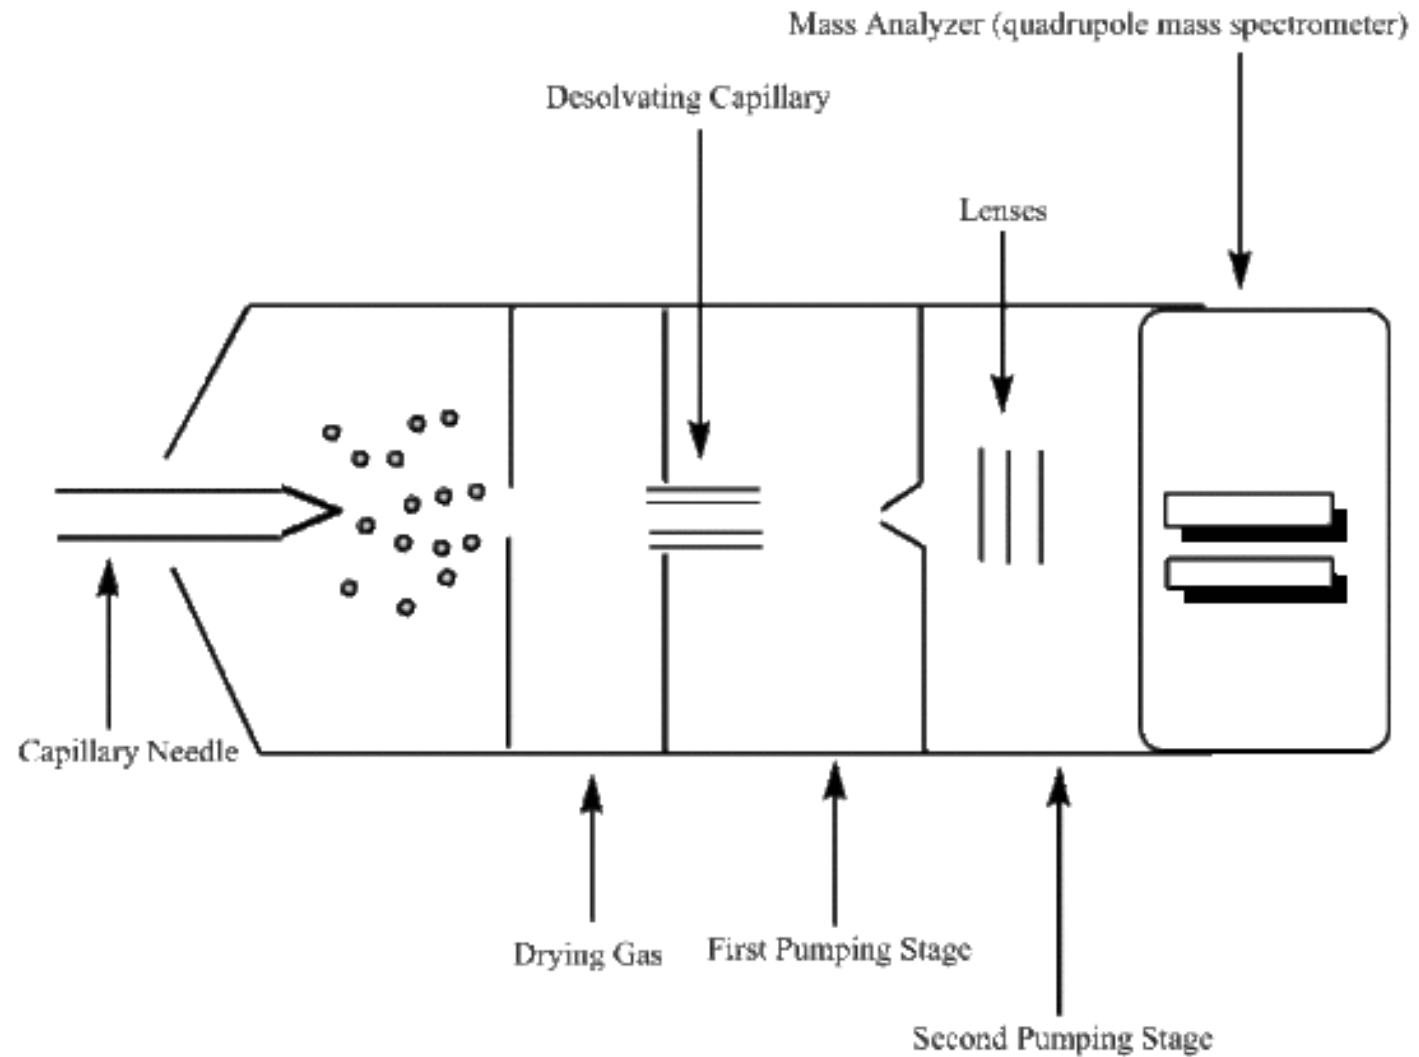 Mass Analyzer (quadrupole mass spectrometer)
Desolvating Capillary
Lenses
Capillary Needle
Drying Gas
First Pumping Stage
Second Pumping Stage